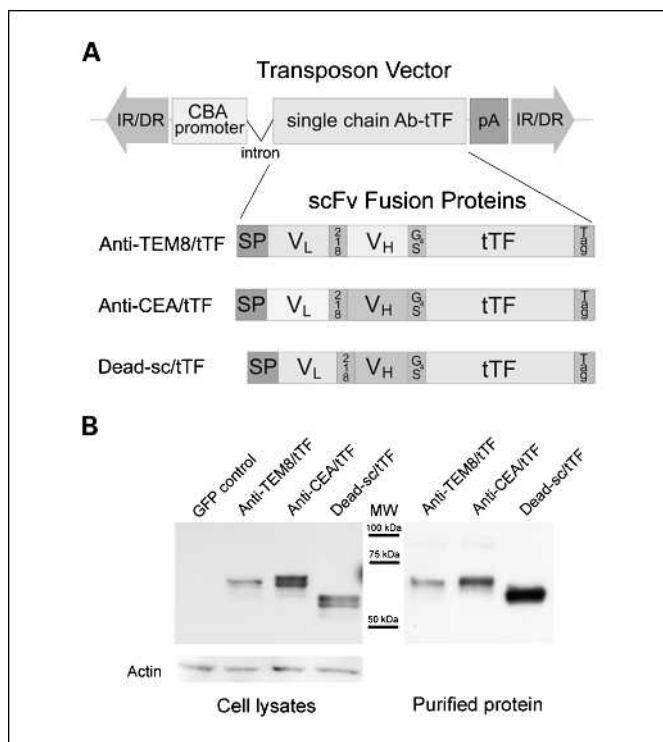 A
Transposon Vector
IR/DR CBA promoter intron single chain Ab-tTF pA IR/DR
scFv Fusion Proteins
Anti-TEM8/tTF SP VL 218 VH G4S tTF Tag
Anti-CEA/tTF SP VL 218 VH G4S tTF Tag
Dead-sc/tTF SP VL 218 VH G4S tTF Tag
B
GFP control Anti-TEM8/tTF Anti-CEA/tTF Dead-sc/tTF MW Anti-TEM8/tTF Anti-CEA/tTF Dead-sc/tTF
100 kDa
75 kDa
50 kDa
Actin
Cell lysates Purified protein